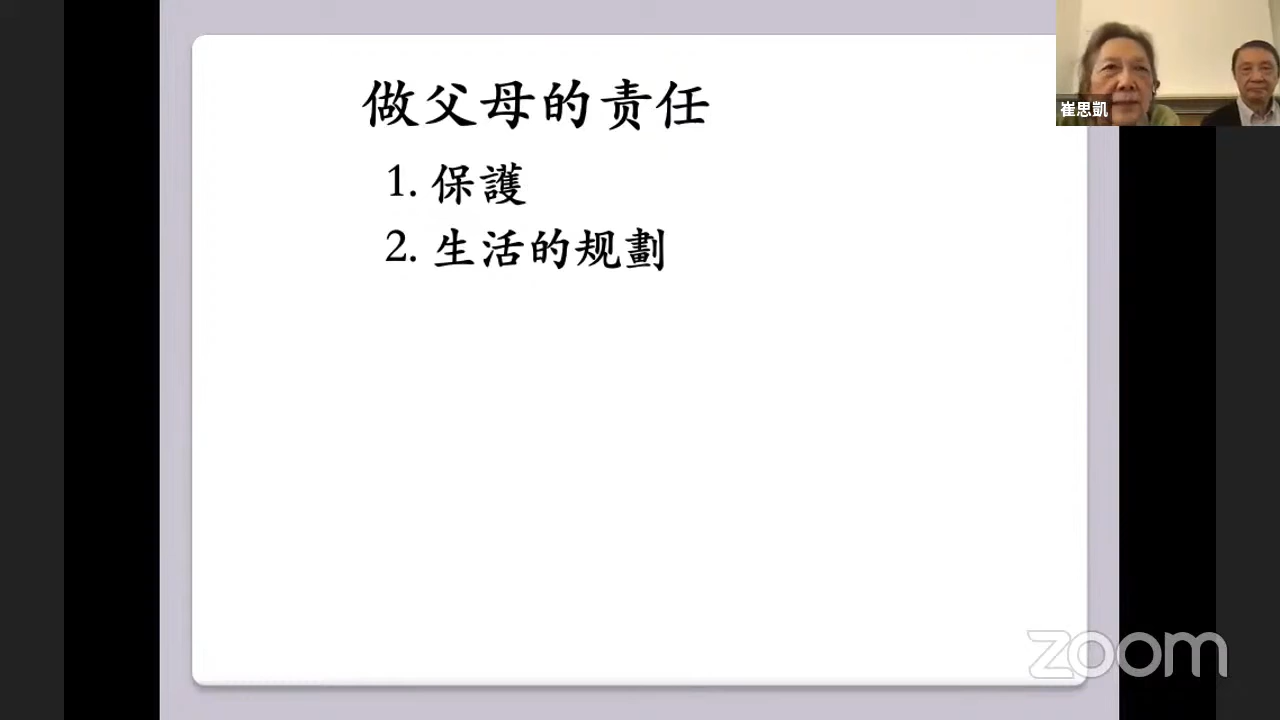 做父母的责任
1. 保護
2. 生活的规劃
崔思凱
zoom